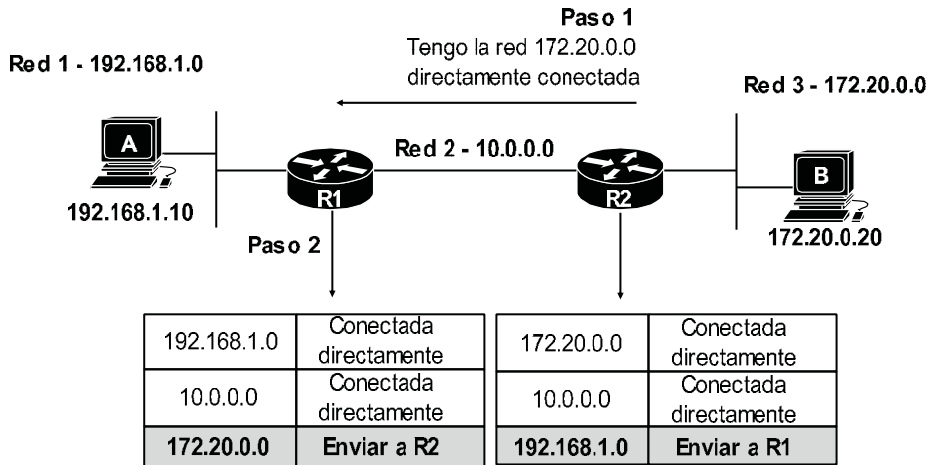 Paso 1
Tengo la red 172.20.0.0
directamente conectada
Red 1 - 192.168.1.0
Red 3 - 172.20.0.0
A
Red 2 - 10.0.0.0
B
R1
R2
192.168.1.10
172.20.0.20
Paso 2
192.168.1.0
Conectada
directamente
10.0.0.0
Conectada
directamente
172.20.0.0
Enviar a R2
172.20.0.0
Conectada
directamente
10.0.0.0
Conectada
directamente
192.168.1.0
Enviar a R1